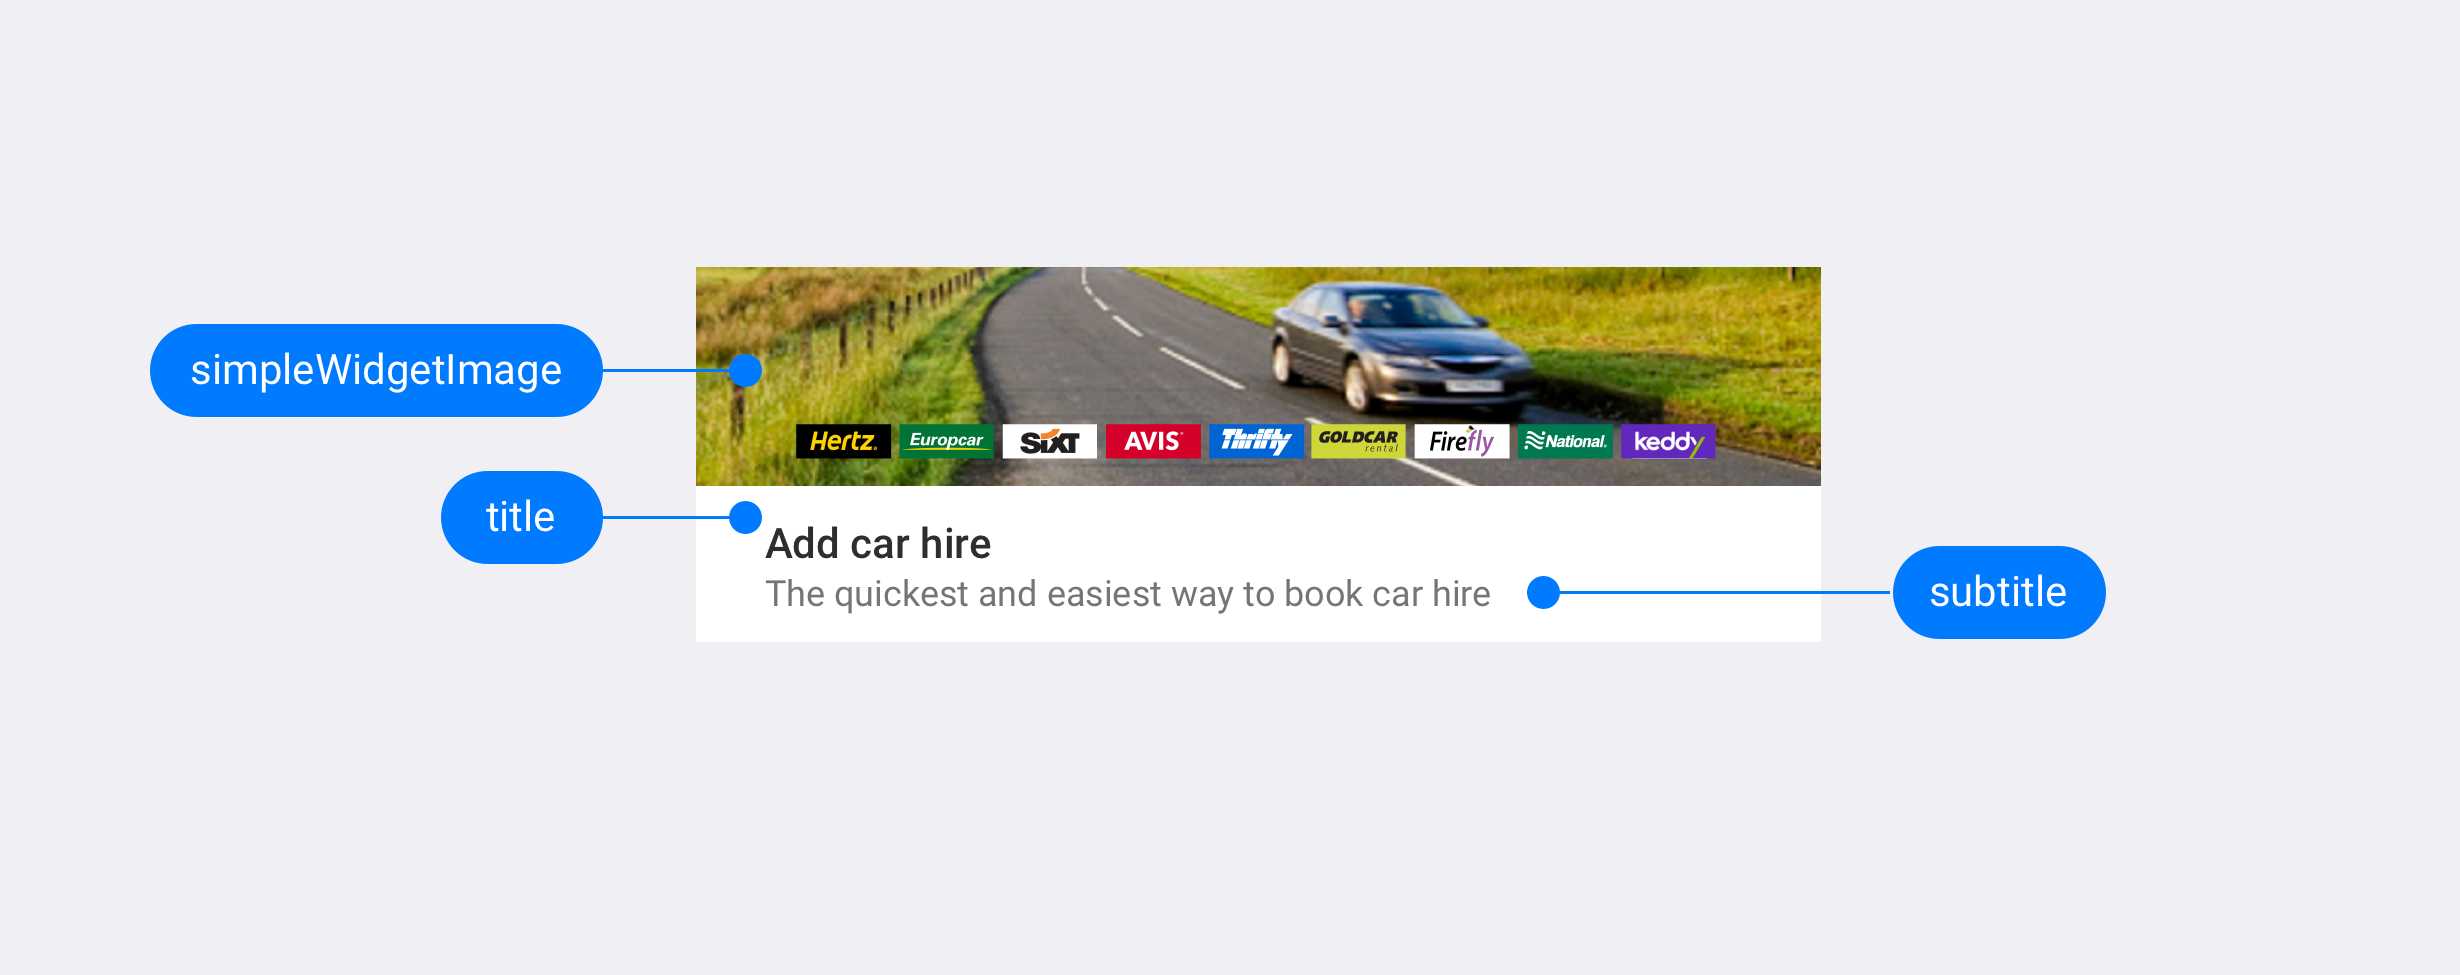 simpleWidgetImage
Hertz Europcar SIXT AVIS Thrifty GOLDCAR rental Firefly National keddy
title
Add car hire
The quickest and easiest way to book car hire
subtitle